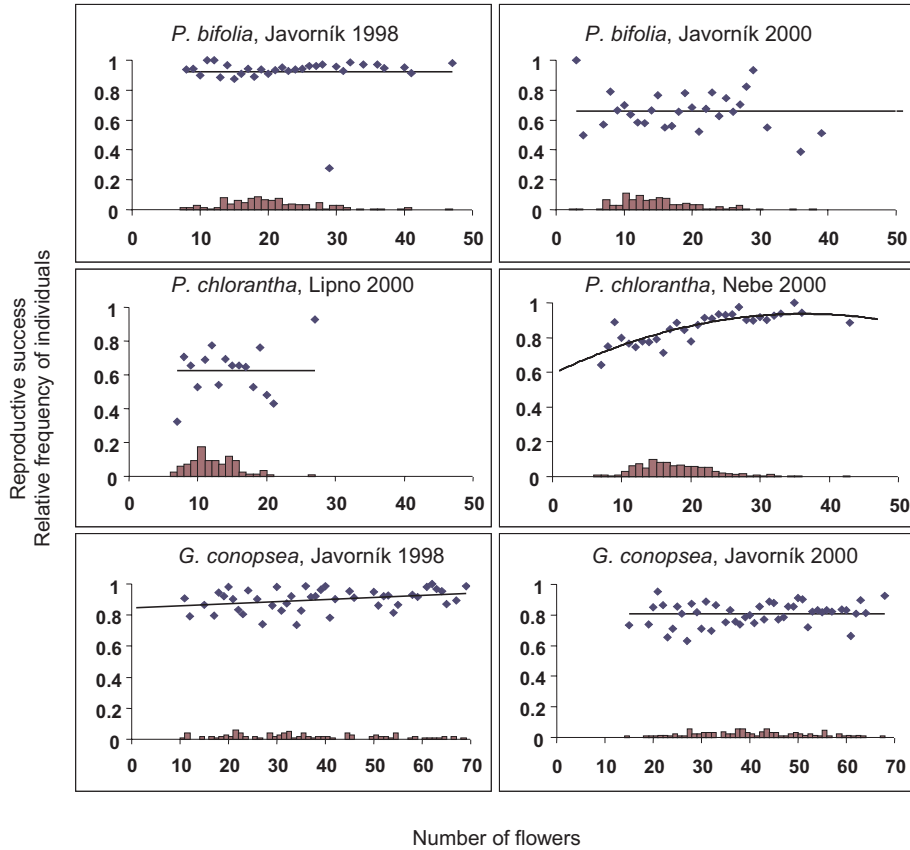 P. bifolia, Javorník 1998
1
0.8
0.6
0.4
0.2
0
0 10 20 30 40 50
P. bifolia, Javorník 2000
1
0.8
0.6
0.4
0.2
0
0 10 20 30 40 50
P. chlorantha, Lipno 2000
1
0.8
0.6
0.4
0.2
0
0 10 20 30 40 50
P. chlorantha, Nebe 2000
1
0.8
0.6
0.4
0.2
0
0 10 20 30 40 50
G. conopsea, Javorník 1998
1
0.8
0.6
0.4
0.2
0
0 10 20 30 40 50 60 70
G. conopsea, Javorník 2000
1
0.8
0.6
0.4
0.2
0
0 10 20 30 40 50 60 70
Reproductive success
Relative frequency of individuals
Number of flowers